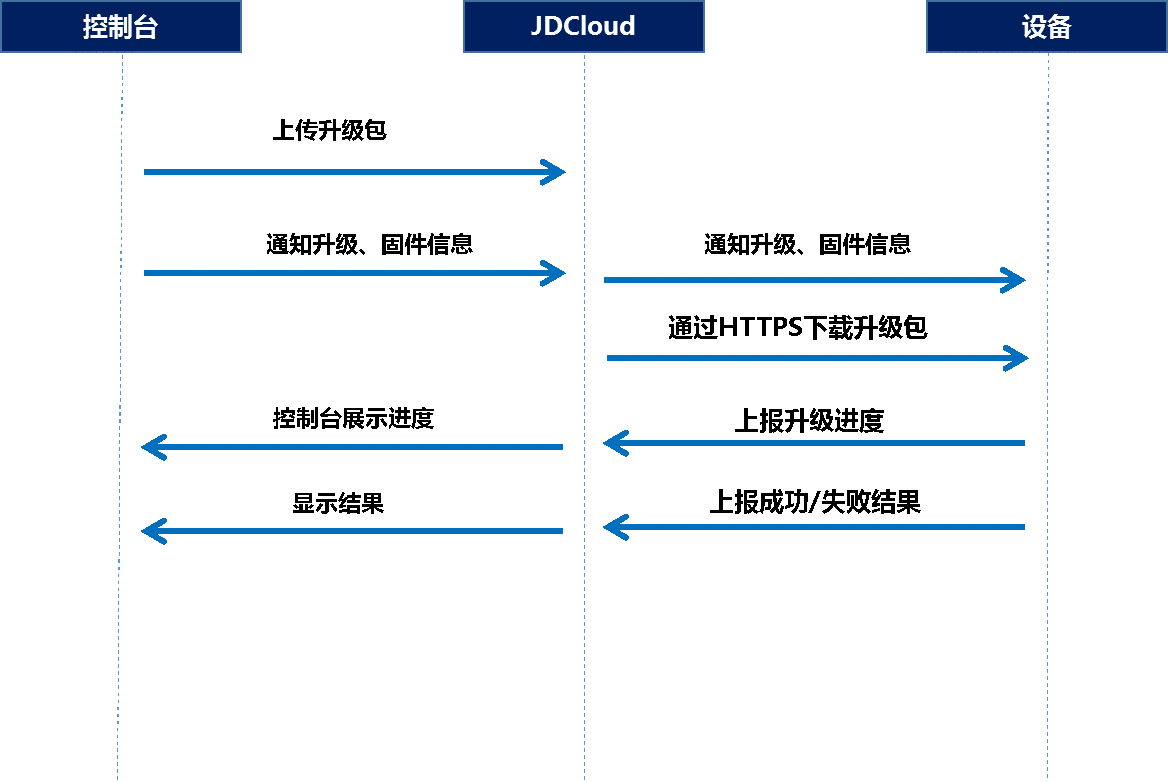 控制台
JDCloud
设备
上传升级包
通知升级、固件信息
通知升级、固件信息
通过HTTPS下载升级包
控制台展示进度
上报升级进度
显示结果
上报成功/失败结果